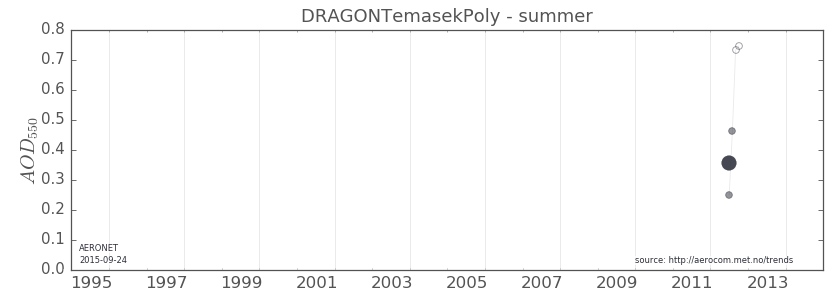 DRAGONTemasekPoly - summer
0.8
0.7
0.6
0.5
0.4
0.3
0.2
0.1
0.0
AOD550
AERONET
2015-09-24
source: http://aerocom.met.no/trends
1995 1997 1999 2001 2003 2005 2007 2009 2011 2013